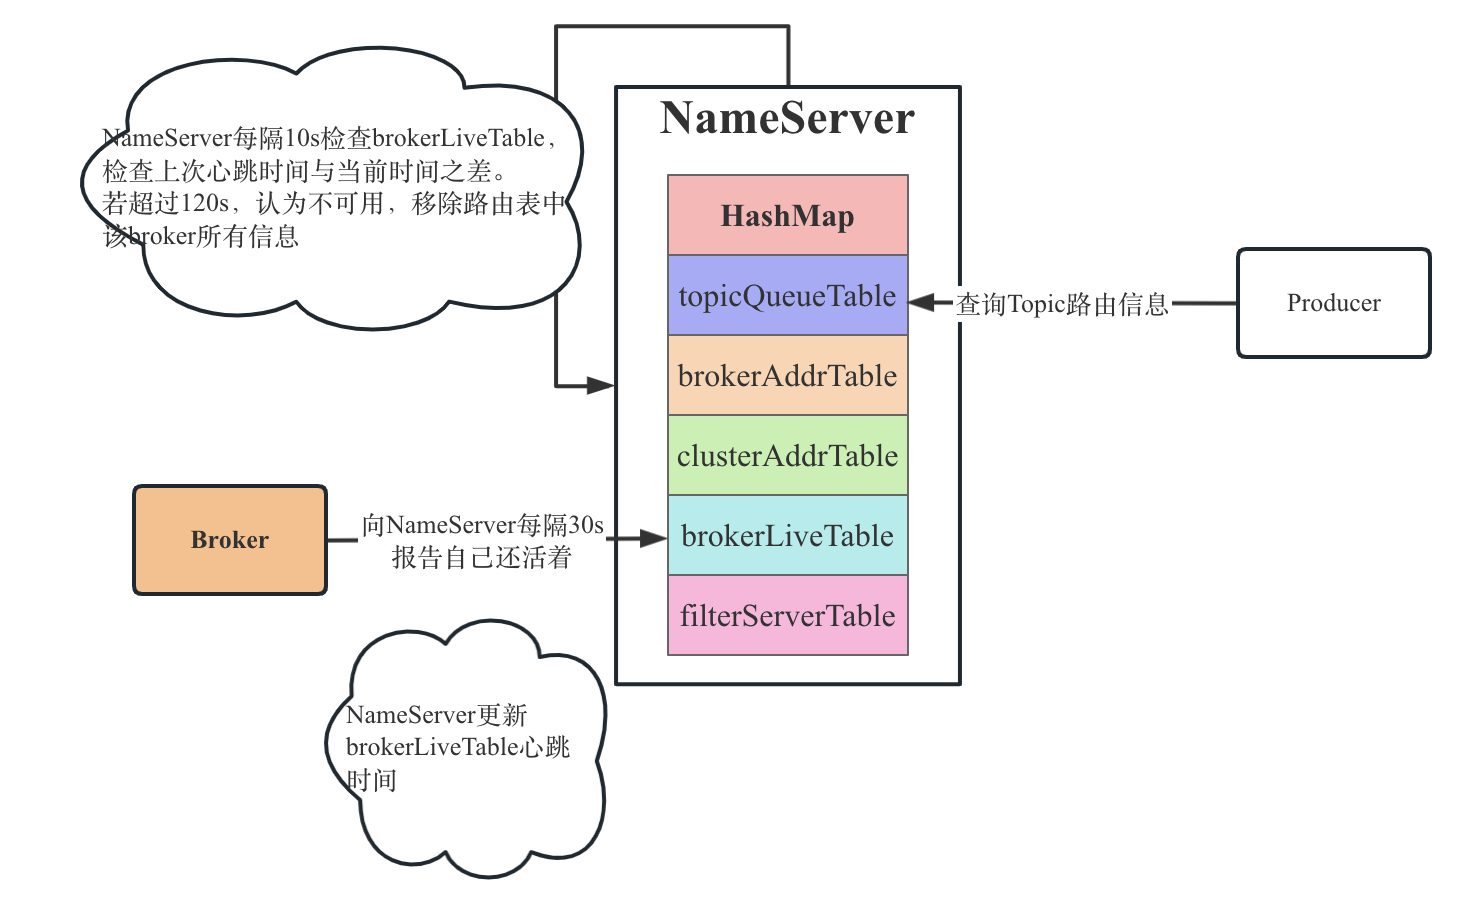 NameServer每隔10s检查brokerLiveTable，
检查上次心跳时间与当前时间之差。
若超过120s，认为不可用，移除路由表中
该broker所有信息
NameServer
HashMap
topicQueueTable
brokerAddrTable
clusterAddrTable
brokerLiveTable
filterServerTable
查询Topic路由信息
Producer
Broker
向NameServer每隔30s
报告自己还活着
NameServer更新
brokerLiveTable心跳
时间